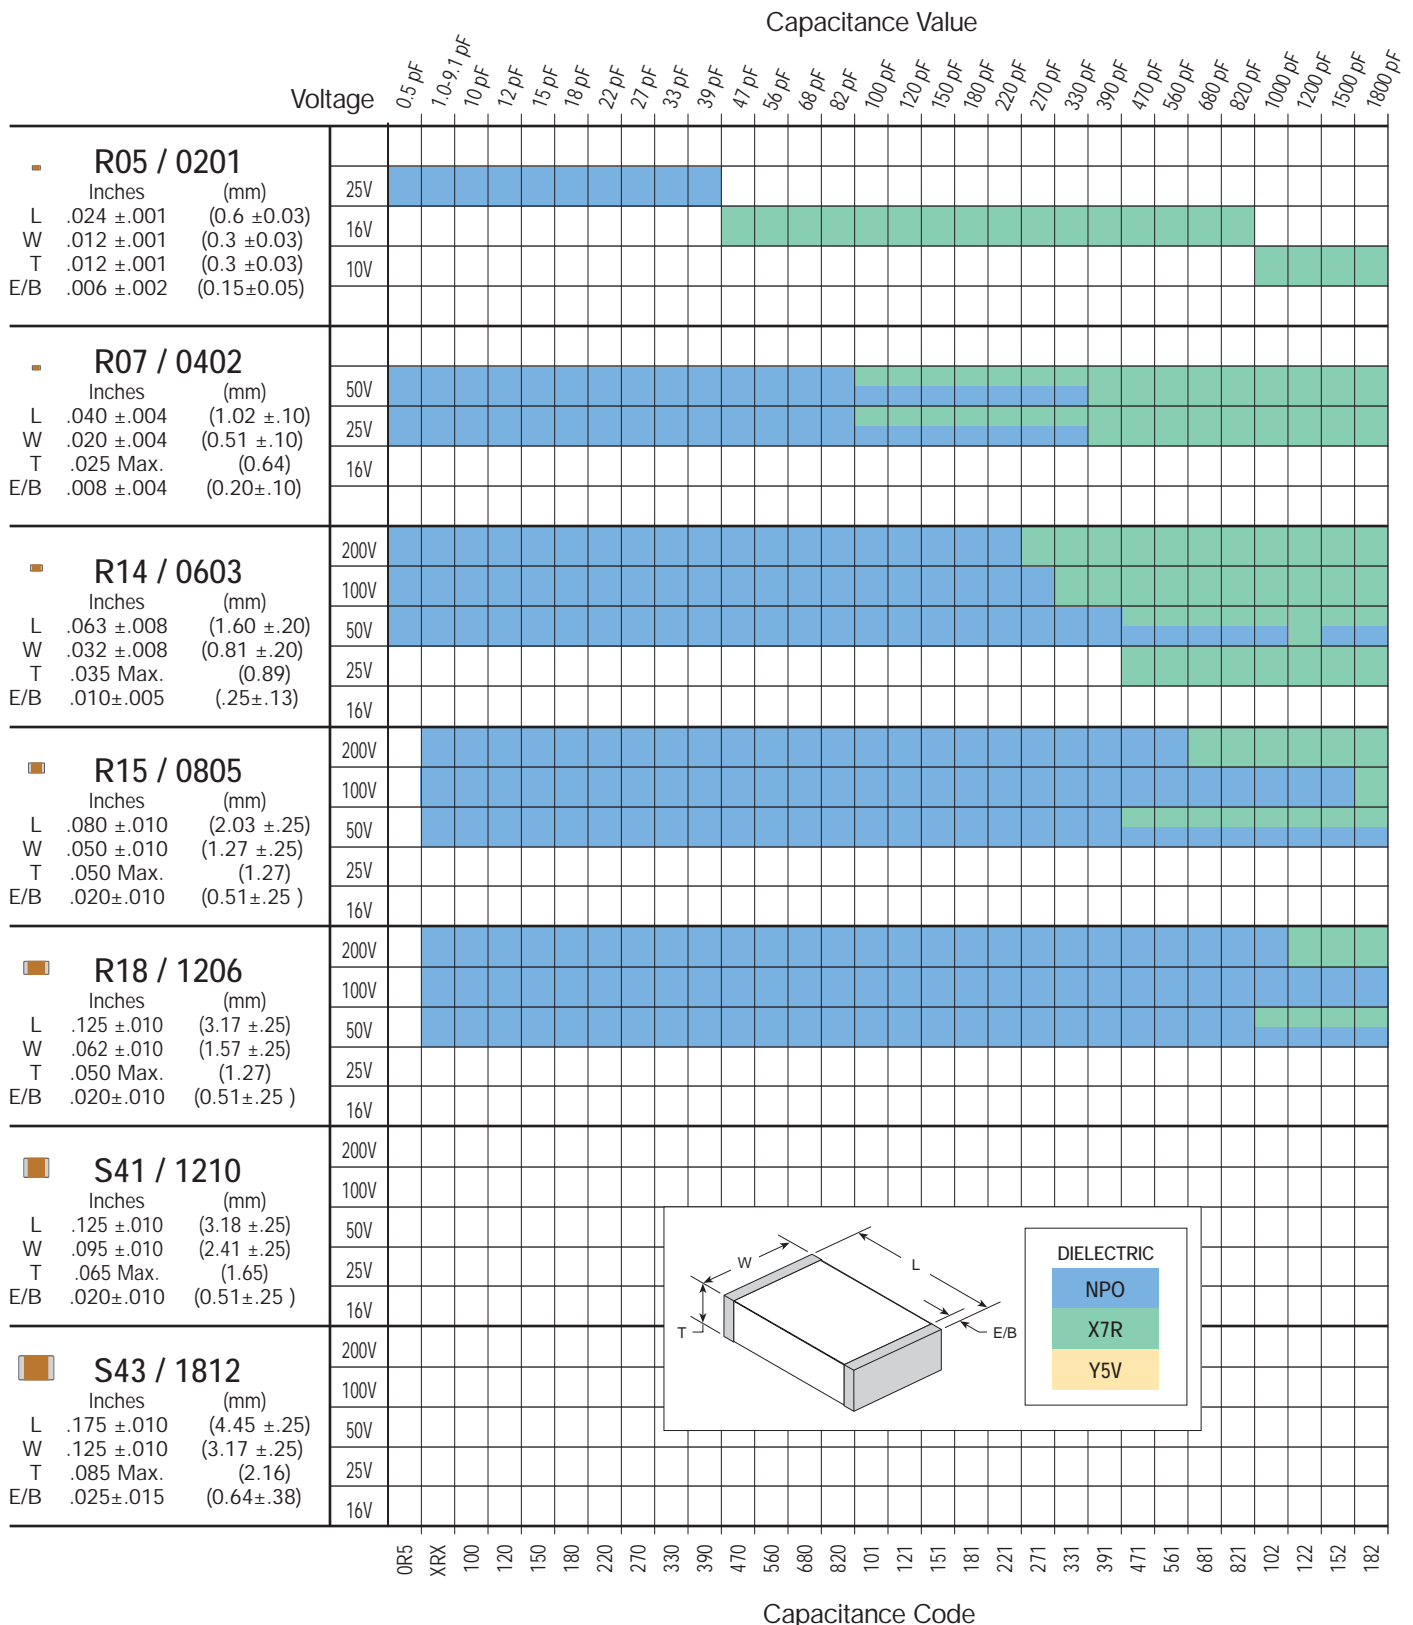 Capacitance Value
Voltage
0.5 pF 1.0-9.1 pF 10 pF 12 pF 15 pF 18 pF 22 pF 27 pF 33 pF 39 pF 47 pF 56 pF 68 pF 82 pF 100 pF 120 pF 150 pF 180 pF 220 pF 270 pF 330 pF 390 pF 470 pF 560 pF 680 pF 820 pF 1000 pF 1200 pF 1500 pF 1800 pF
R05 / 0201
Inches (mm)
L .024 ±.001 (0.6 ±0.03)
W .012 ±.001 (0.3 ±0.03)
T .012 ±.001 (0.3 ±0.03)
E/B .006 ±.002 (0.15±0.05)
25V
16V
10V
R07 / 0402
Inches (mm)
L .040 ±.004 (1.02 ±.10)
W .020 ±.004 (0.51 ±.10)
T .025 Max. (0.64)
E/B .008 ±.004 (0.20±.10)
50V
25V
16V
R14 / 0603
Inches (mm)
L .063 ±.008 (1.60 ±.20)
W .032 ±.008 (0.81 ±.20)
T .035 Max. (0.89)
E/B .010±.005 (.25±.13)
200V
100V
50V
25V
16V
R15 / 0805
Inches (mm)
L .080 ±.010 (2.03 ±.25)
W .050 ±.010 (1.27 ±.25)
T .050 Max. (1.27)
E/B .020±.010 (0.51±.25 )
200V
100V
50V
25V
16V
R18 / 1206
Inches (mm)
L .125 ±.010 (3.17 ±.25)
W .062 ±.010 (1.57 ±.25)
T .050 Max. (1.27)
E/B .020±.010 (0.51±.25 )
200V
100V
50V
25V
16V
S41 / 1210
Inches (mm)
L .125 ±.010 (3.18 ±.25)
W .095 ±.010 (2.41 ±.25)
T .065 Max. (1.65)
E/B .020±.010 (0.51±.25 )
200V
100V
50V
25V
16V
S43 / 1812
Inches (mm)
L .175 ±.010 (4.45 ±.25)
W .125 ±.010 (3.17 ±.25)
T .085 Max. (2.16)
E/B .025±.015 (0.64±.38)
200V
100V
50V
25V
16V
W
L
T
E/B
DIELECTRIC
NPO
X7R
Y5V
0R5 XRX 100 120 150 180 220 270 330 390 470 560 680 820 101 121 151 181 221 271 331 391 471 561 681 821 102 122 152 182
Capacitance Code